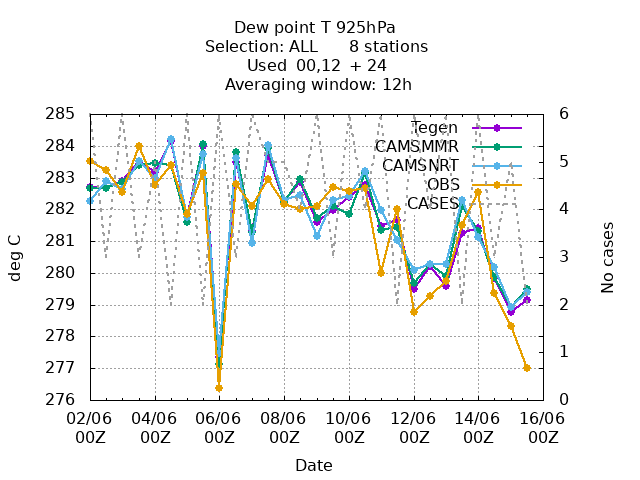 Dew point T 925hPa
Selection: ALL 8 stations
Used 00,12 + 24
Averaging window: 12h
285 6
284
283 5
282 4
281
280 3
279 2
278
277 1
276 0
Tegen
CAMSMMR
CAMSNRT
OBS
CASES
deg C
No cases
02/06 04/06 06/06 08/06 10/06 12/06 14/06 16/06
00Z 00Z 00Z 00Z 00Z 00Z 00Z 00Z
Date